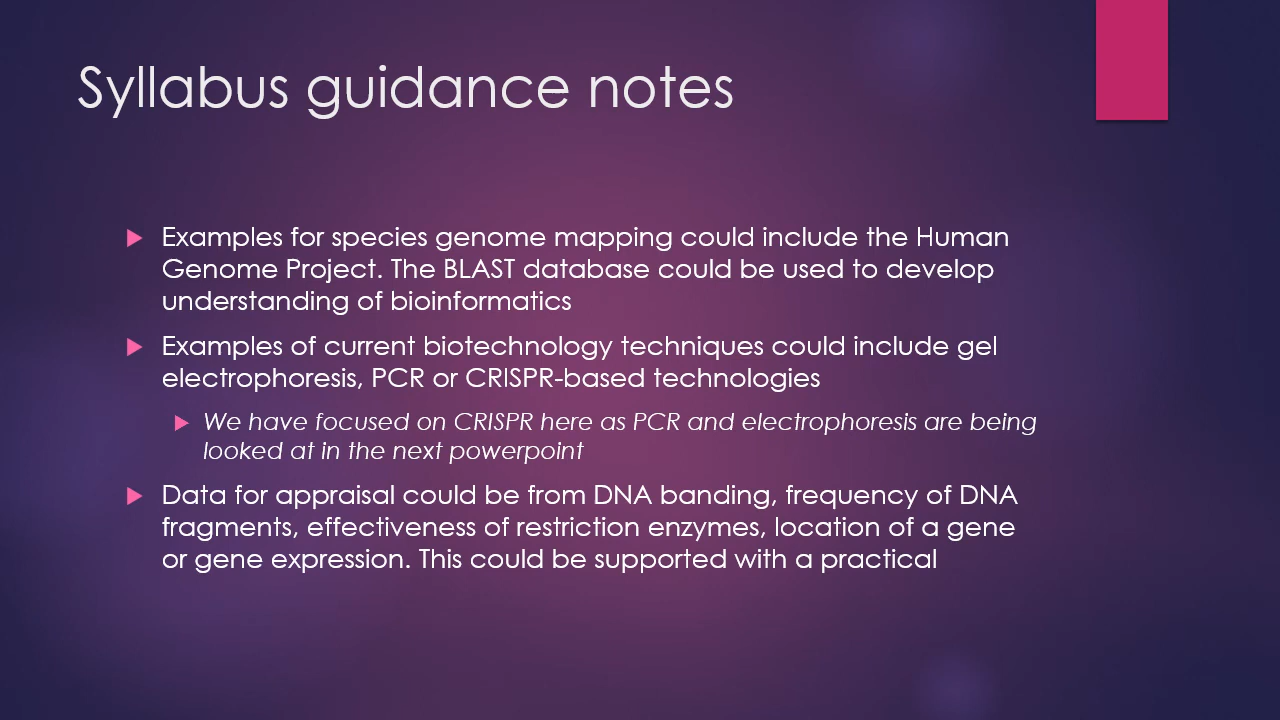 Syllabus guidance notes
Examples for species genome mapping could include the Human
Genome Project. The BLAST database could be used to develop
understanding of bioinformatics
Examples of current biotechnology techniques could include gel
electrophoresis, PCR or CRISPR-based technologies
We have focused on CRISPR here as PCR and electrophoresis are being
looked at in the next powerpoint
Data for appraisal could be from DNA banding, frequency of DNA
fragments, effectiveness of restriction enzymes, location of a gene
or gene expression. This could be supported with a practical